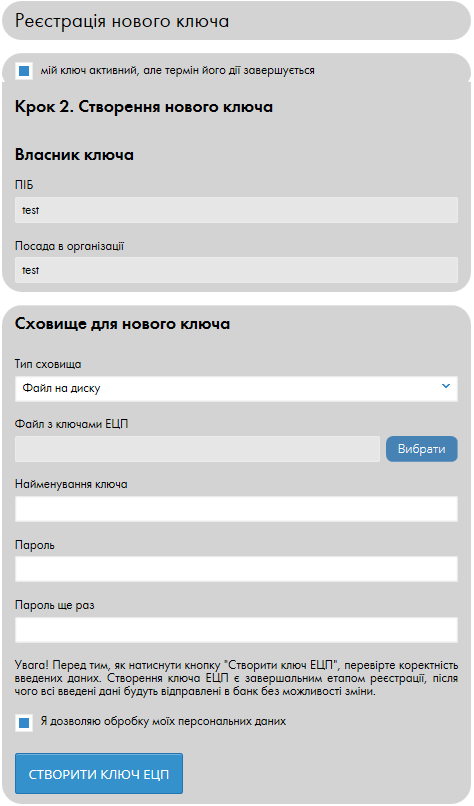 Реєстрація нового ключа
мій ключ активний, але термін його дії завершується
Крок 2. Створення нового ключа
Власник ключа
ПІБ
test
Посада в організації
test
Сховище для нового ключа
Тип сховища
Файл на диску
Файл з ключами ЕЦП
Вибрати
Найменування ключа
Пароль
Пароль ще раз
Увага! Перед тим, як натиснути кнопку "Створити ключ ЕЦП", перевірте коректність
введених даних. Створення ключа ЕЦП є завершальним етапом реєстрації, після
чого всі введені дані будуть відправлені в банк без можливості зміни.
Я дозволяю обробку моїх персональних даних
СТВОРИТИ КЛЮЧ ЕЦП